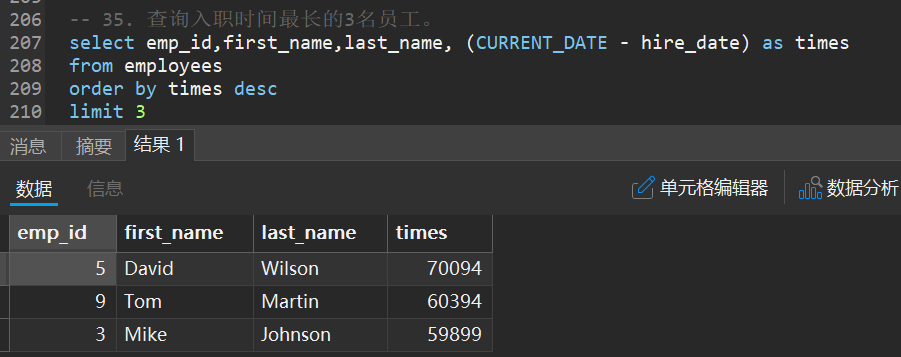 206 -- 35. 查询入职时间最长的3名员工。
207 select emp_id,first_name,last_name, (CURRENT_DATE - hire_date) as times
208 from employees
209 order by times desc
210 limit 3
消息 摘要 结果 1
数据 信息 单元格编辑器 数据分析
emp_id first_name last_name times
5 David Wilson 70094
9 Tom Martin 60394
3 Mike Johnson 59899